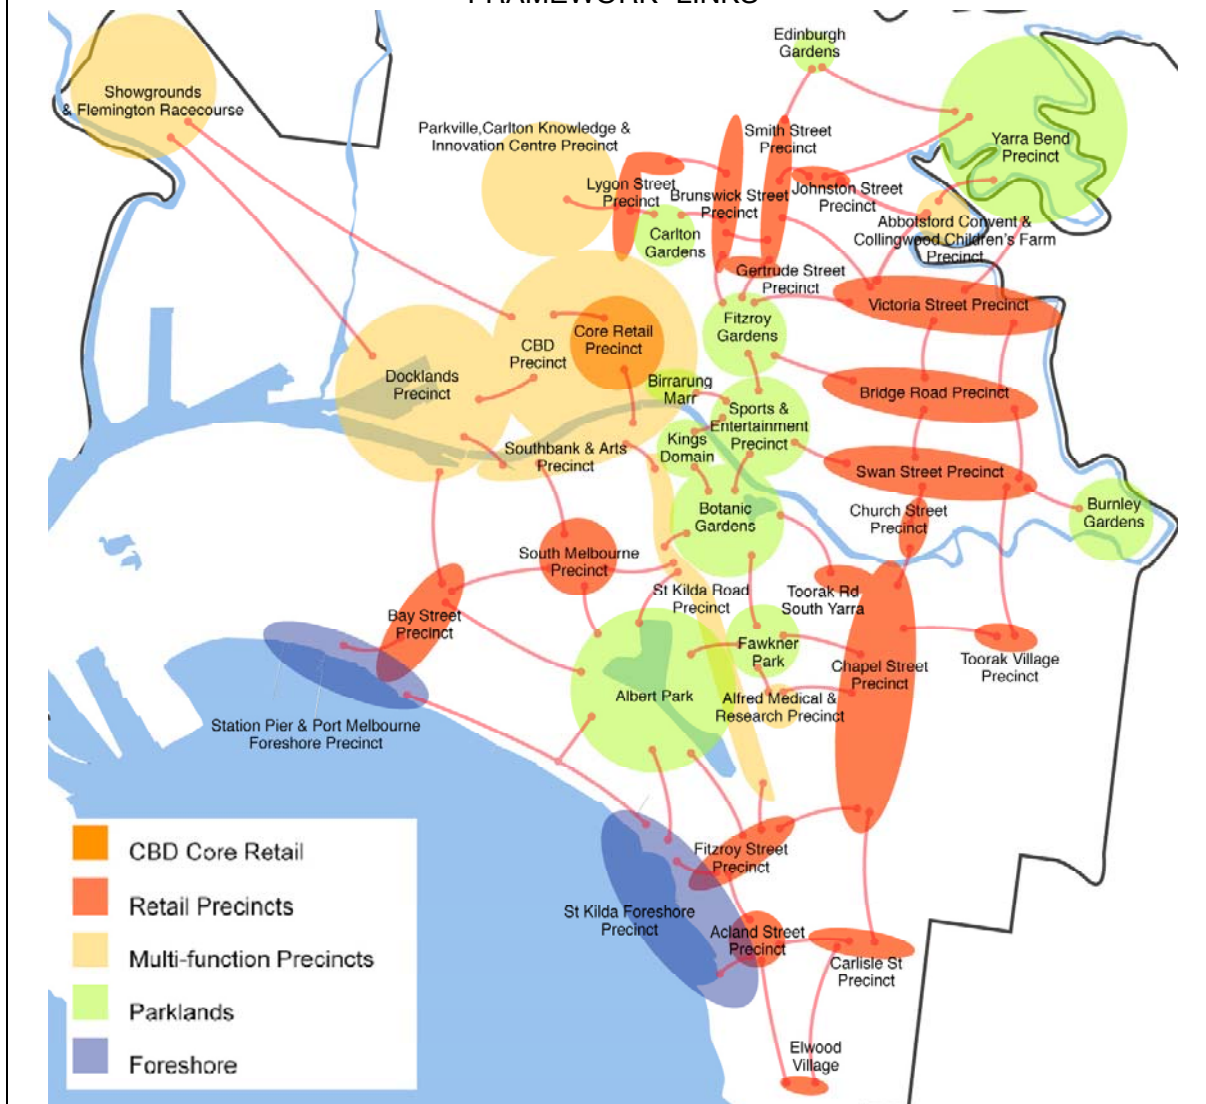 FRAMEWORK LINKS
Edinburgh
Gardens
Showgrounds
& Flemington Racecourse
Parkville,Carlton Knowledge &
Innovation Centre Precinct
Smith Street
Precinct
Yarra Bend
Precinct
Lygon Street
Precinct
Brunswick Street
Precinct
Johnston Street
Precinct
Abbotsford Convent &
Collingwood Children's Farm
Precinct
Carlton
Gardens
Gertrude Street
Precinct
Victoria Street Precinct
Fitzroy
Gardens
Core Retail
Precinct
CBD
Precinct
Docklands
Precinct
Birrarung
Marr
Bridge Road Precinct
Sports &
Entertainment
Precinct
Kings
Domain
Southbank & Arts
Precinct
Swan Street Precinct
Burnley
Gardens
Botanic
Gardens
Church Street
Precinct
South Melbourne
Precinct
St Kilda Road
Precinct
Toorak Rd
South Yarra
Bay Street
Precinct
Fawkner
Park
Chapel Street
Precinct
Toorak Village
Precinct
Albert Park
Alfred Medical &
Research Precinct
Station Pier & Port Melbourne
Foreshore Precinct
Fitzroy Street
Precinct
St Kilda Foreshore
Precinct
Acland Street
Precinct
Carlisle St
Precinct
Elwood
Village
CBD Core Retail
Retail Precincts
Multi-function Precincts
Parklands
Foreshore